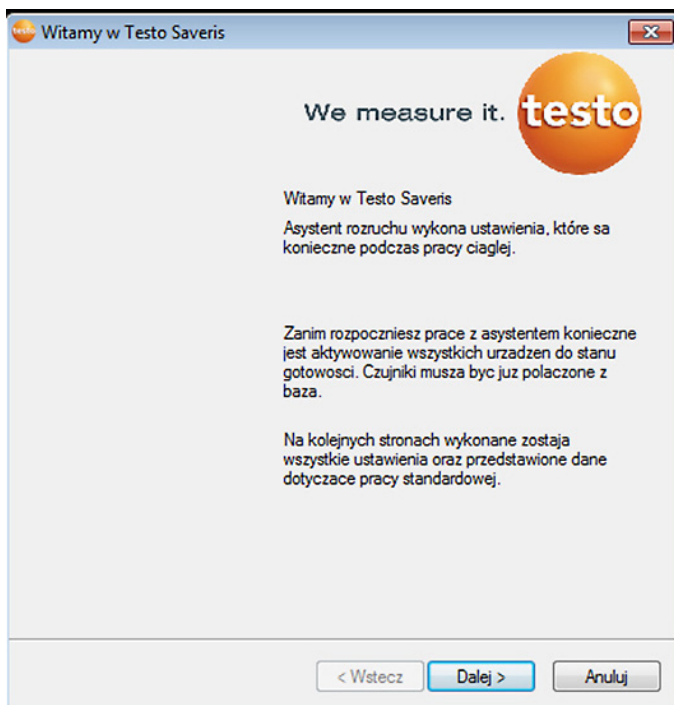 Witamy w Testo Saveris
We measure it. testo
Witamy w Testo Saveris
Asystent rozruchu wykona ustawienia, które sa
konieczne podczas pracy ciaglej.
Zanim rozpoczniesz prace z asystentem konieczne
jest aktywowanie wszystkich urzadzen do stanu
gotowosci. Czujniki musza byc juz polaczone z
baza.
Na kolejnych stronach wykonane zostaja
wszystkie ustawienia oraz przedstawione dane
dotyczace pracy standardowej.
< Wstecz Dalej > Anuluj